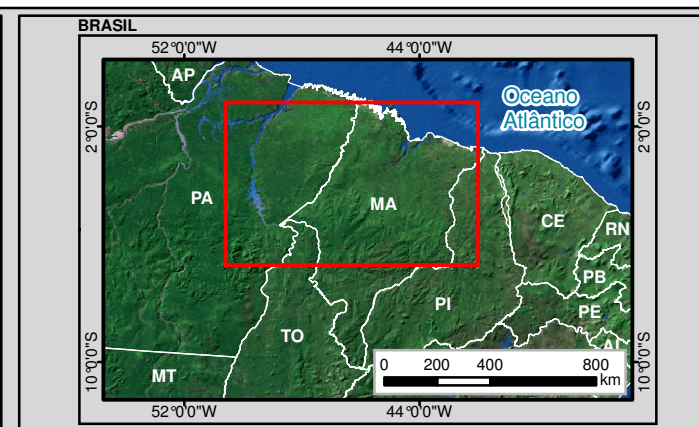 BRASIL
52°0'0"W 44°0'0"W
AP
Oceano
Atlântico
2°0'0"S 2°0'0"S
PA MA
CE
RN
PB
PI PE
TO AL
MT
0 200 400 800
km
10°0'0"S 10°0'0"S
52°0'0"W 44°0'0"W